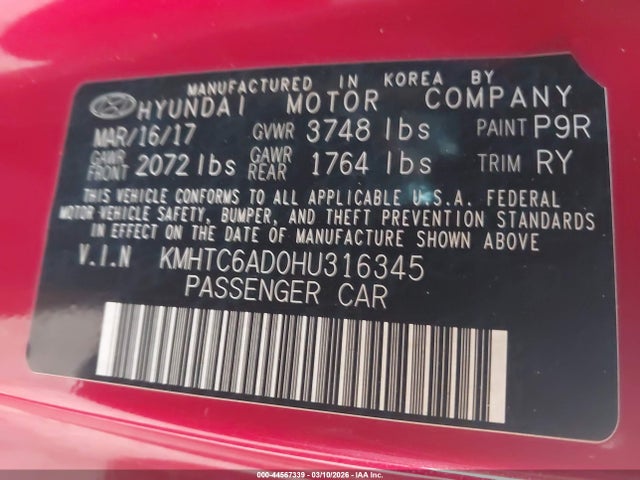 MANUFACTURED IN KOREA BY
HYUNDAI MOTOR COMPANY
MAR/16/17 GVWR 3748 lbs PAINT P9R
GAWR FRONT 2072 lbs GAWR REAR 1764 lbs TRIM RY
THIS VEHICLE CONFORMS TO ALL APPLICABLE U.S.A. FEDERAL
MOTOR VEHICLE SAFETY, BUMPER, AND THEFT PREVENTION STANDARDS
IN EFFECT ON THE DATE OF MANUFACTURE SHOWN ABOVE
V.I.N KMHTC6AD0HU316345
PASSENGER CAR
000-44567339 - 03/10/2026 - IAA Inc.